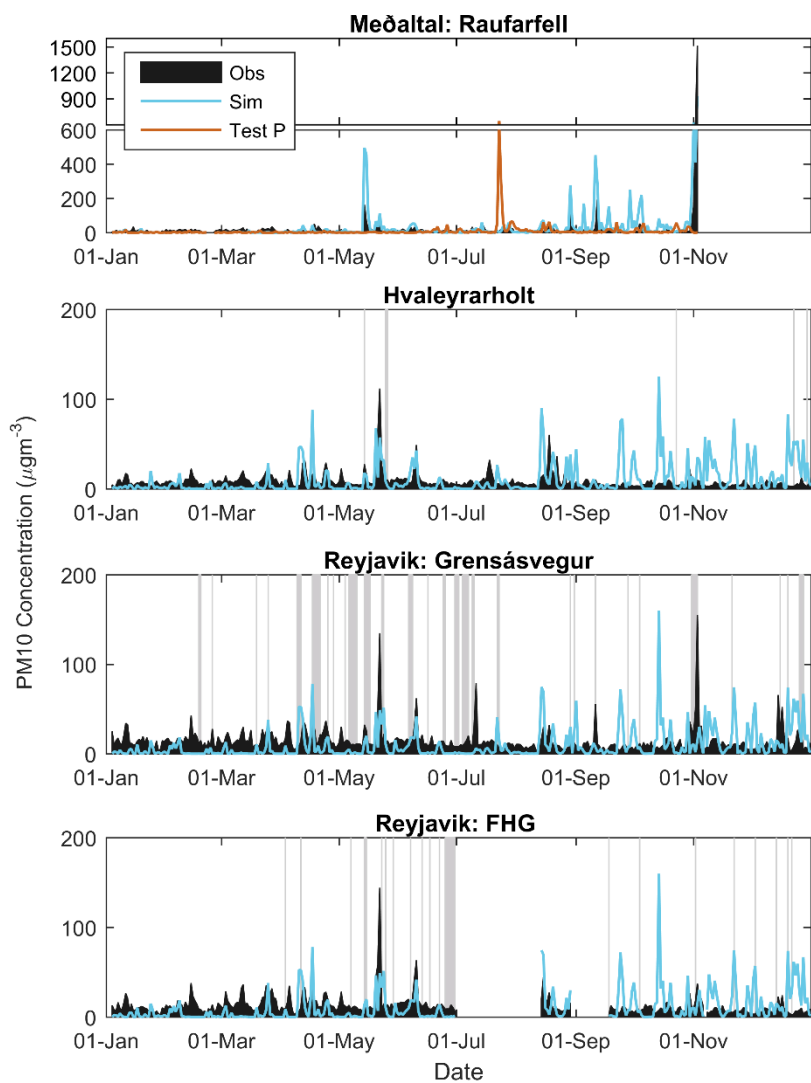 Meðaltal: Raufarfell
1500
1200
900
Obs
Sim
Test P
600
400
200
0
01-Jan 01-Mar 01-May 01-Jul 01-Sep 01-Nov
Hvaleyrarholt
200
100
0
01-Jan 01-Mar 01-May 01-Jul 01-Sep 01-Nov
PM10 Concentration (μgm-3)
Reyjavik: Grensásvegur
200
100
0
01-Jan 01-Mar 01-May 01-Jul 01-Sep 01-Nov
Reyjavik: FHG
200
100
0
01-Jan 01-Mar 01-May 01-Jul 01-Sep 01-Nov
Date